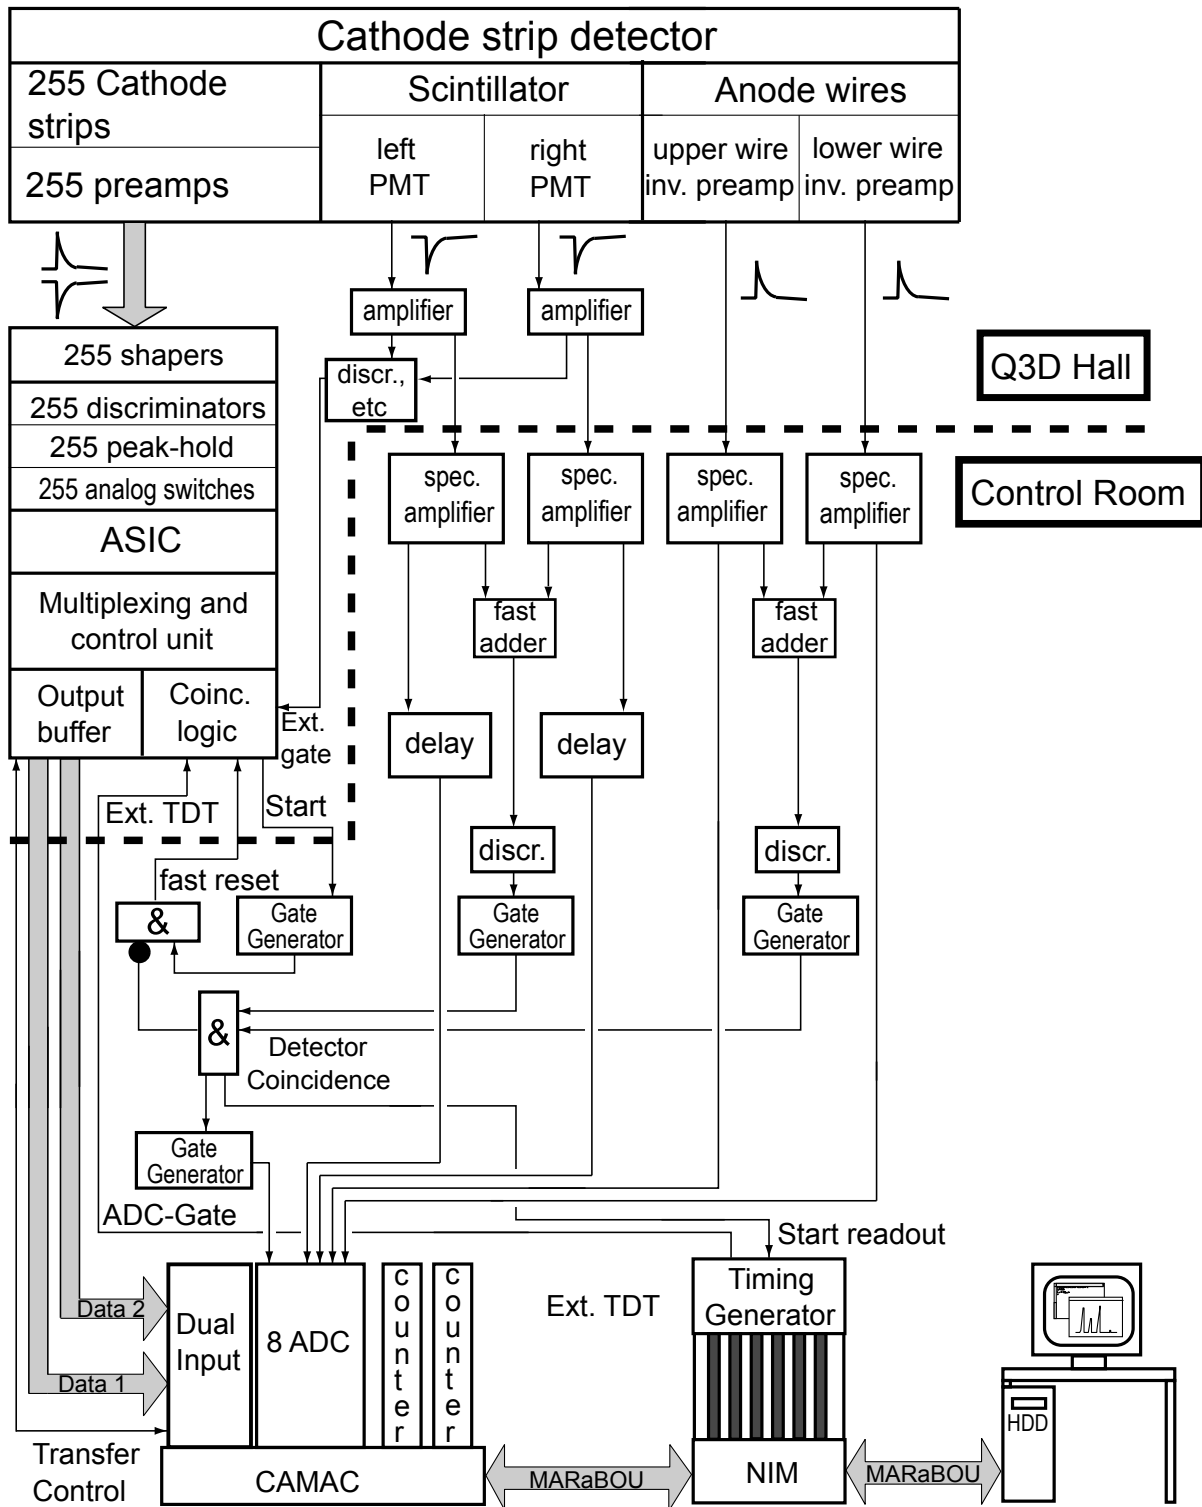 Cathode strip detector
255 Cathode
strips
255 preamps
Scintillator
left
PMT
right
PMT
Anode wires
upper wire
inv. preamp
lower wire
inv. preamp
amplifier
amplifier
discr.,
etc
Q3D Hall
Control Room
255 shapers
255 discriminators
255 peak-hold
255 analog switches
ASIC
Multiplexing and
control unit
Output
buffer
Coinc.
logic
Ext.
gate
spec.
amplifier
spec.
amplifier
spec.
amplifier
spec.
amplifier
fast
adder
fast
adder
delay
delay
Ext. TDT
Start
discr.
discr.
fast reset
&
Gate
Generator
Gate
Generator
Gate
Generator
&
Detector
Coincidence
Gate
Generator
ADC-Gate
Start readout
Data 2
Data 1
Dual
Input
8 ADC
counter
counter
Ext. TDT
Timing
Generator
HDD
Transfer
Control
CAMAC
MARaBOU
NIM
MARaBOU